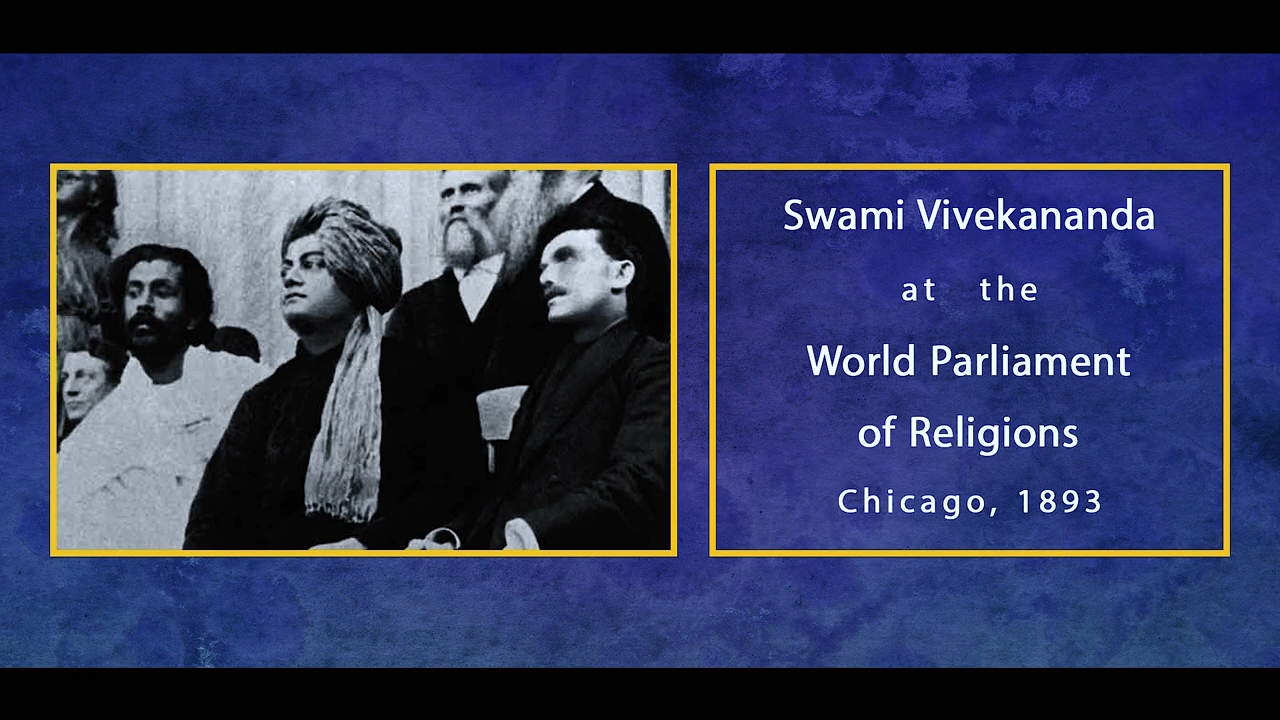 Swami Vivekananda
at the
World Parliament
of Religions
Chicago, 1893